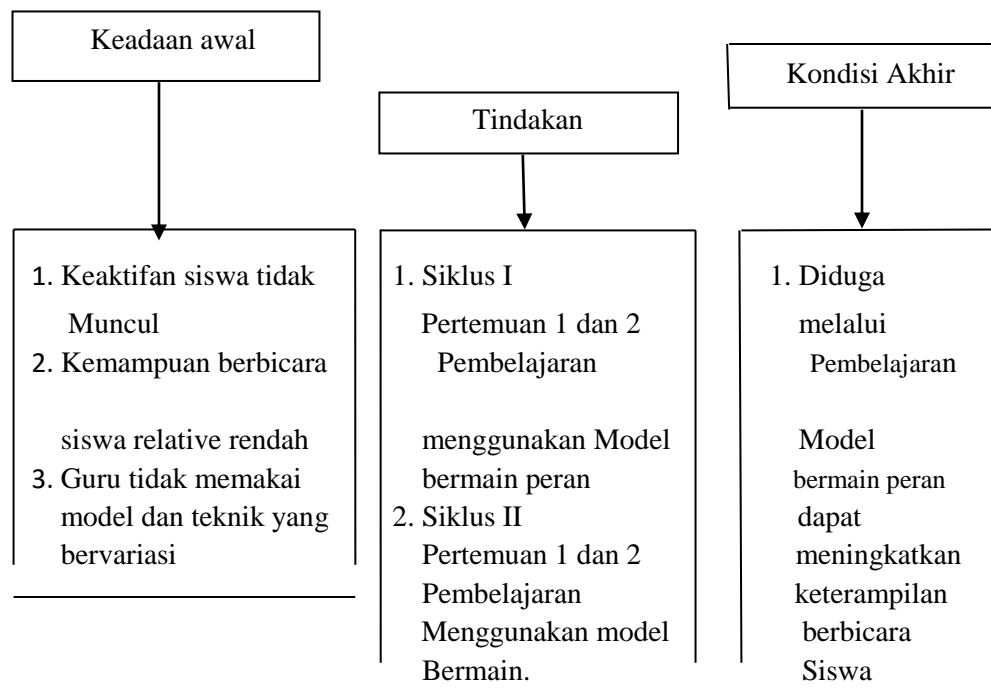 Keadaan awal
1. Keaktifan siswa tidak
Muncul
2. Kemampuan berbicara
siswa relative rendah
3. Guru tidak memakai
model dan teknik yang
bervariasi
Tindakan
1. Siklus I
Pertemuan 1 dan 2
Pembelajaran
menggunakan Model
bermain peran
2. Siklus II
Pertemuan 1 dan 2
Pembelajaran
Menggunakan model
Bermain.
Kondisi Akhir
1. Diduga
melalui
Pembelajaran
Model
bermain peran
dapat
meningkatkan
keterampilan
berbicara
Siswa